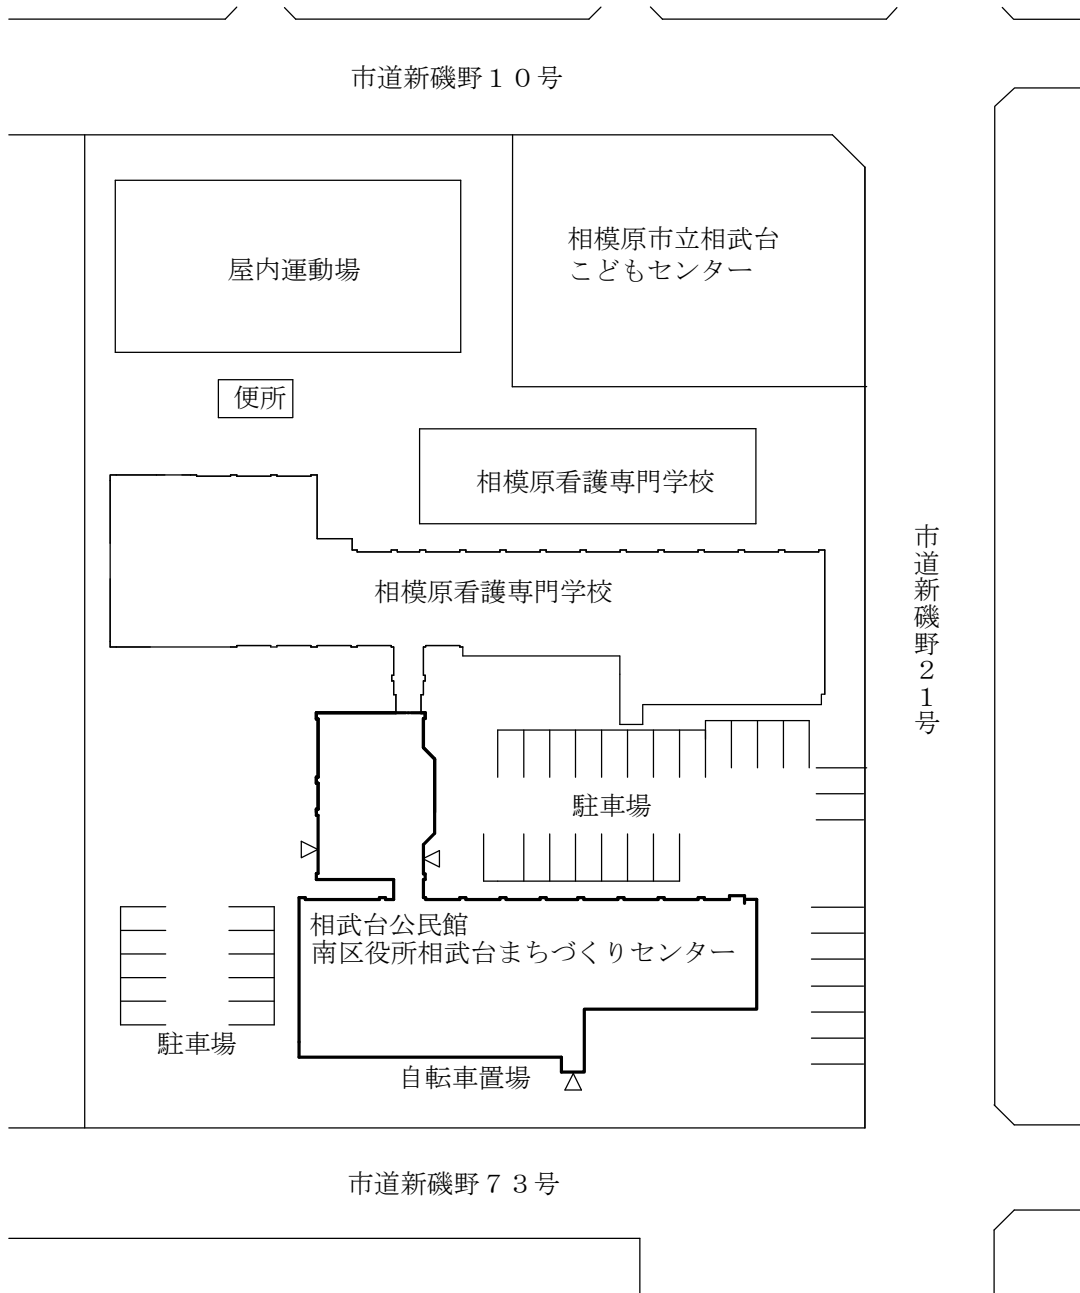 市道新磯野１０号
相模原市立相武台
こどもセンター
屋内運動場
便所
相模原看護専門学校
相模原看護専門学校
市道新磯野２１号
駐車場
相武台公民館
南区役所相武台まちづくりセンター
駐車場
自転車置場
市道新磯野７３号